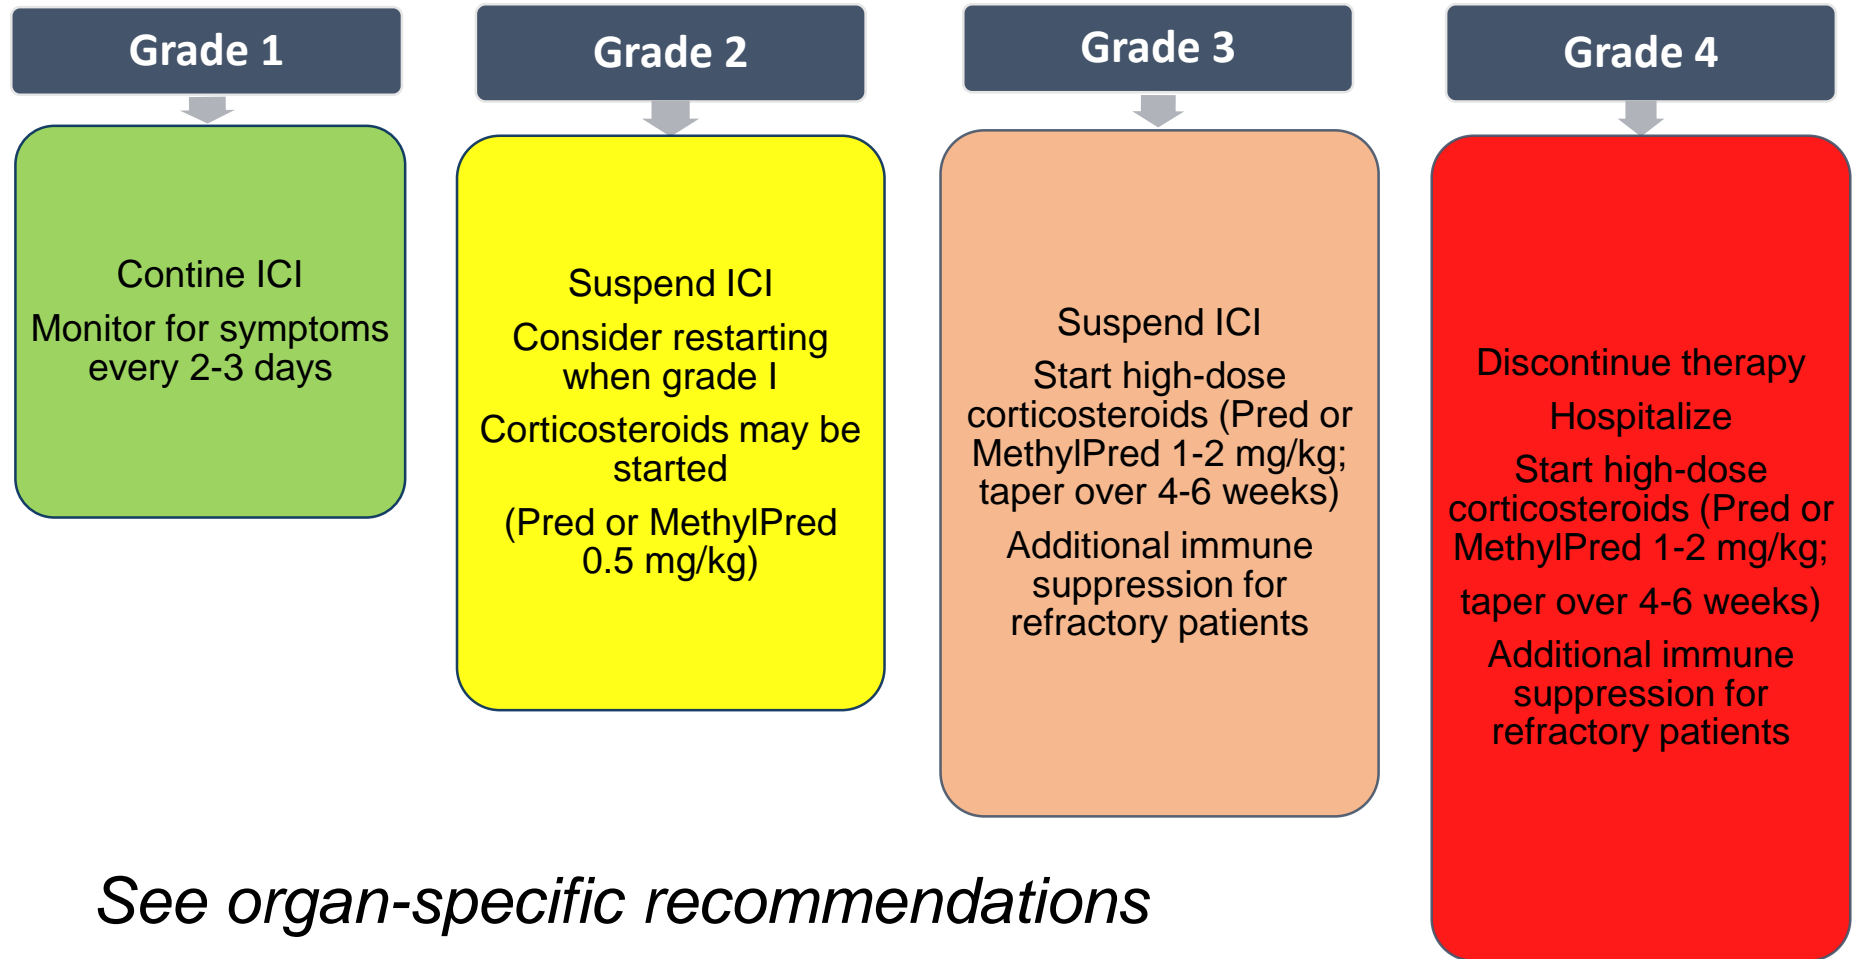 Grade 1
Contine ICI
Monitor for symptoms
every 2-3 days
Grade 2
Suspend ICI
Consider restarting
when grade I
Corticosteroids may be
started
(Pred or MethylPred
0.5 mg/kg)
Grade 3
Suspend ICI
Start high-dose
corticosteroids (Pred or
MethylPred 1-2 mg/kg;
taper over 4-6 weeks)
Additional immune
suppression for
refractory patients
Grade 4
Discontinue therapy
Hospitalize
Start high-dose
corticosteroids (Pred or
MethylPred 1-2 mg/kg;
taper over 4-6 weeks)
Additional immune
suppression for
refractory patients
See organ-specific recommendations